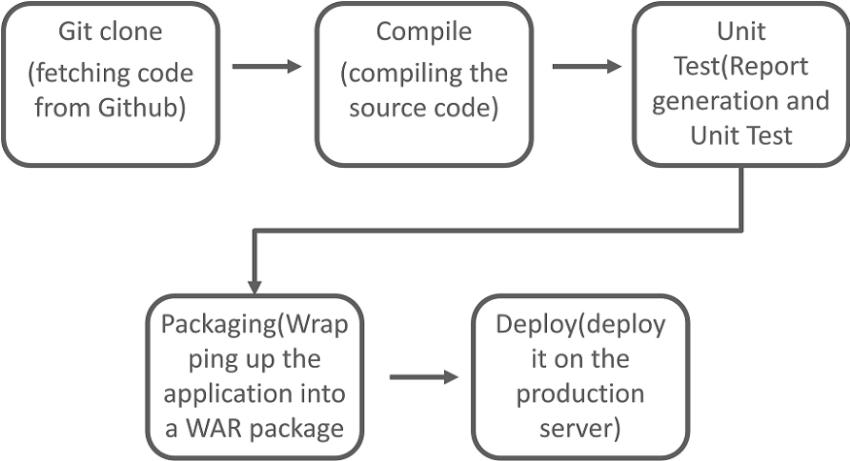 Git clone
(fetching code
from Github)
Compile
(compiling the
source code)
Unit
Test(Report
generation and
Unit Test
Packaging(Wrap
ping up the
application into
a WAR package
Deploy(deploy
it on the
production
server)